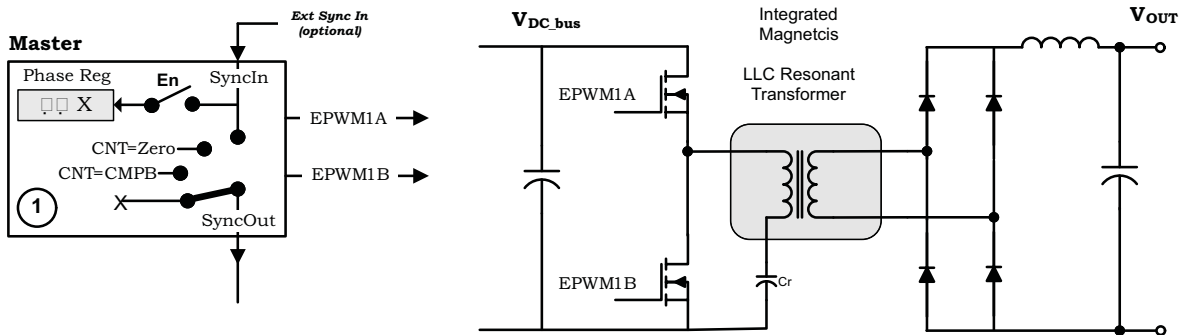 Ext Sync In
(optional)
Master
Phase Reg
En
SyncIn
X
EPWM1A
CNT=Zero
CNT=CMPB
EPWM1B
1
X
SyncOut
VDC_bus
Integrated
Magnetcis
VOUT
LLC Resonant
Transformer
EPWM1A
EPWM1B
Cr